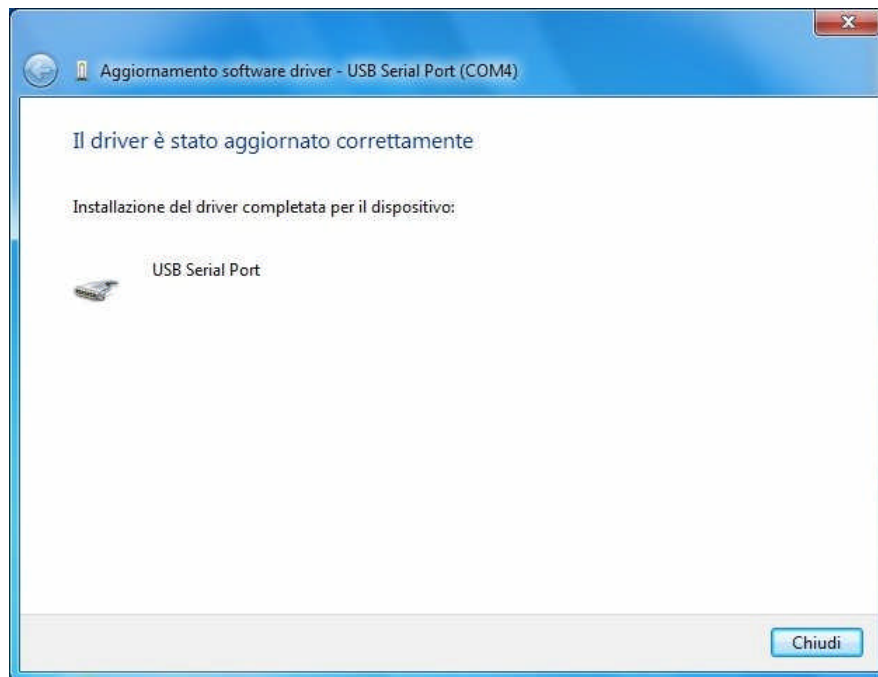 Aggiornamento software driver - USB Serial Port (COM4)
Il driver è stato aggiornato correttamente
Installazione del driver completata per il dispositivo:
USB Serial Port
Chiudi